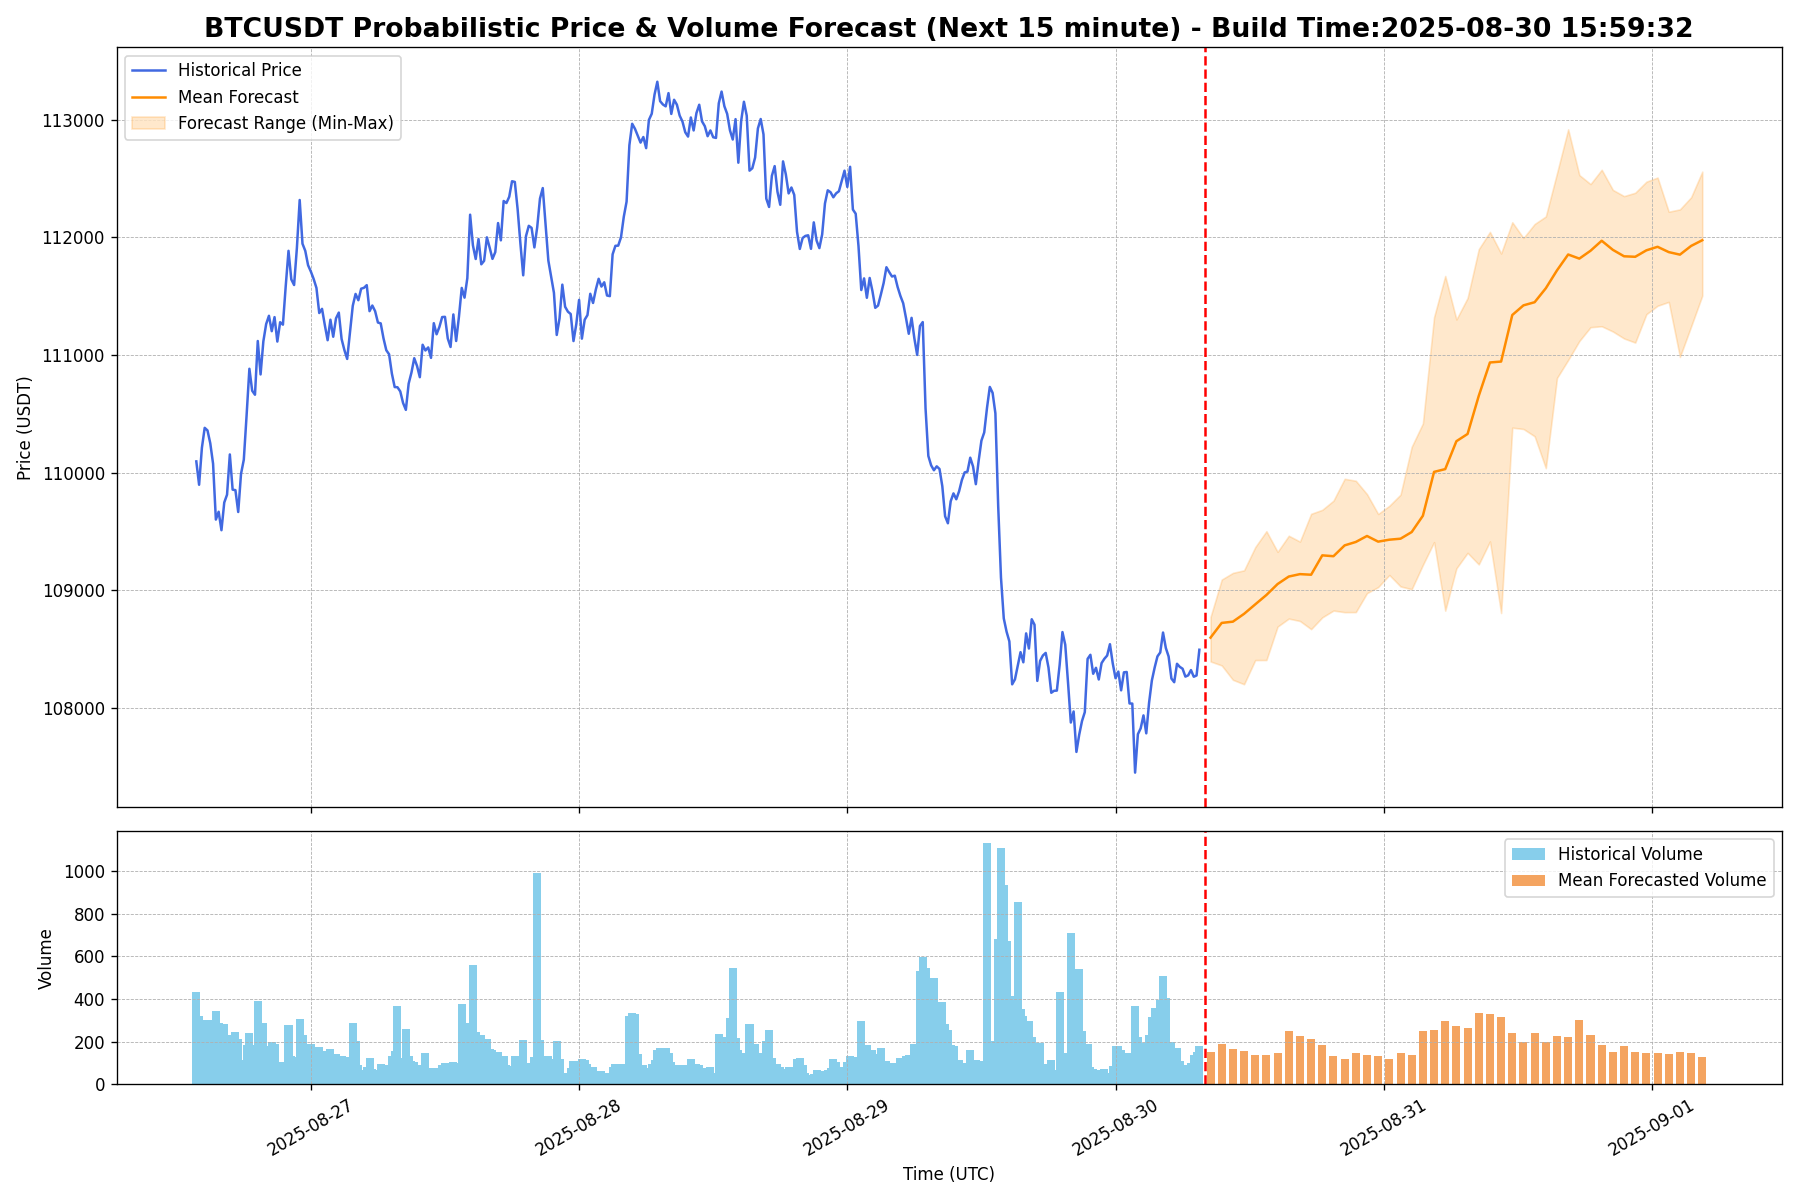 BTCUSDT Probabilistic Price & Volume Forecast (Next 15 minute) - Build Time:2025-08-30 15:59:32
Historical Price
Mean Forecast
Forecast Range (Min-Max)
113000
112000
111000
110000
109000
108000
Price (USDT)
Historical Volume
Mean Forecasted Volume
1000
800
600
400
200
0
Volume
2025-08-27
2025-08-28
2025-08-29
2025-08-30
2025-08-31
2025-09-01
Time (UTC)